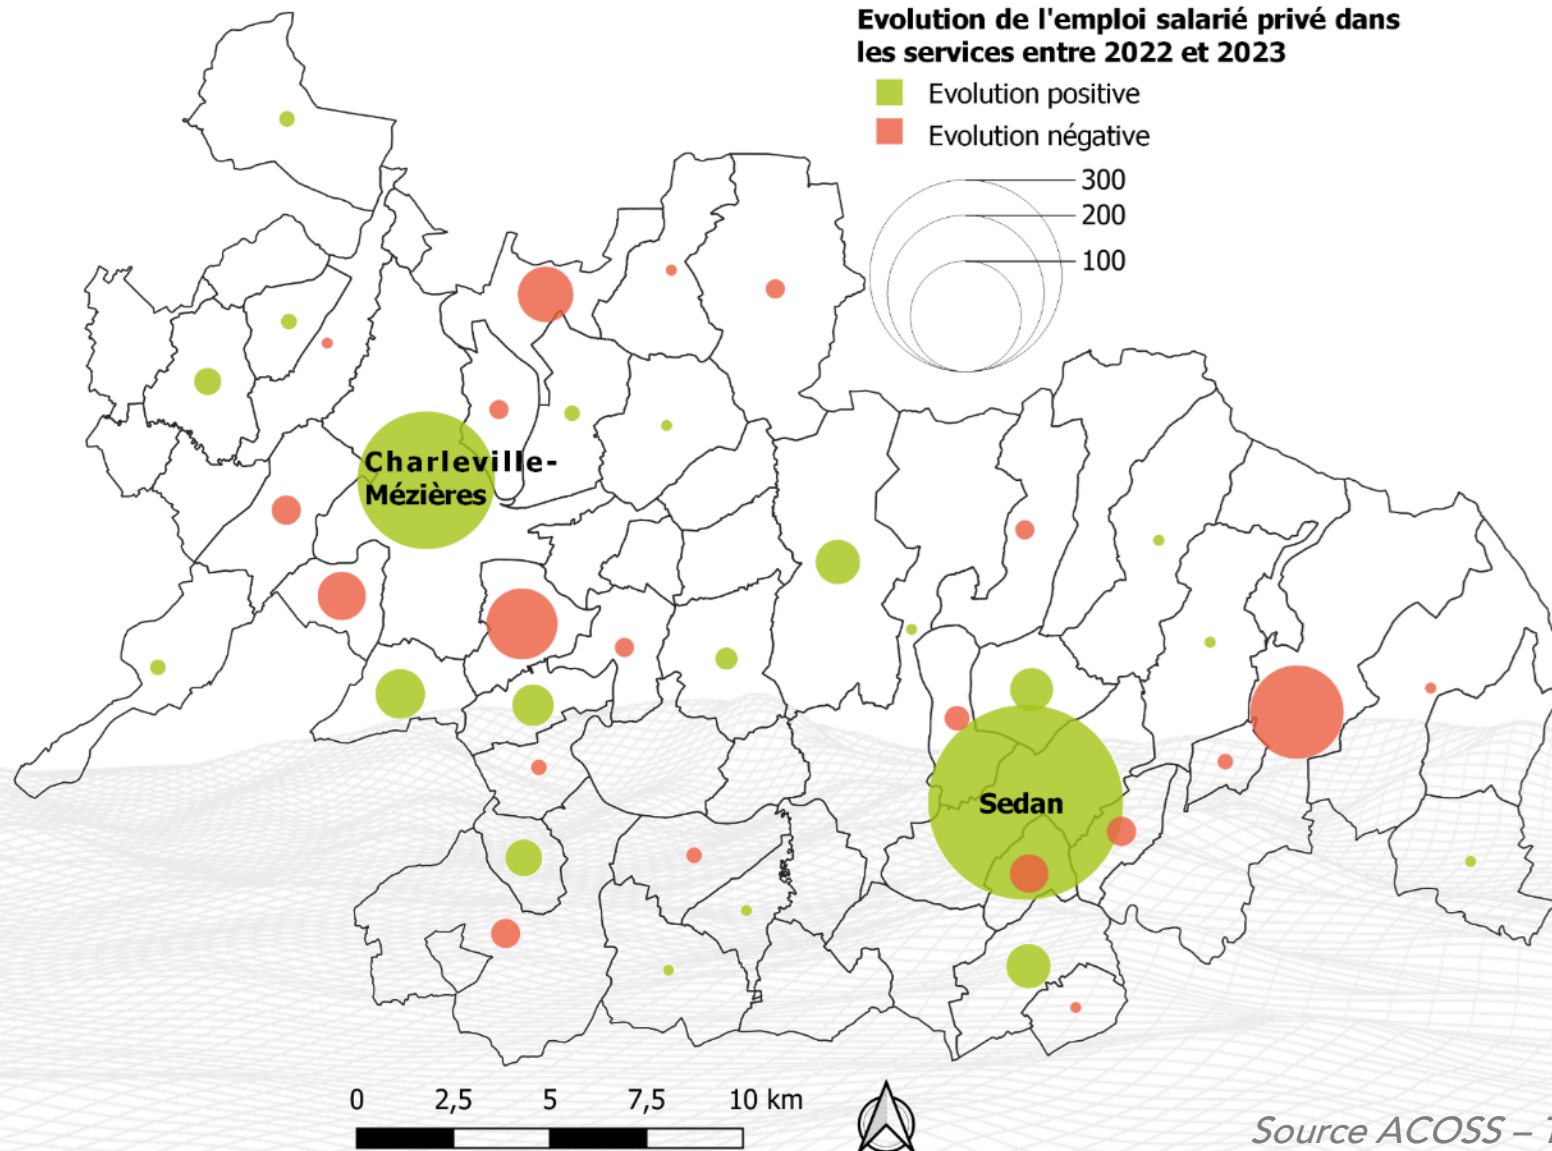 Evolution de l'emploi salarié privé dans
les services entre 2022 et 2023
Evolution positive
Evolution négative
300
200
100
Charleville-
Mézières
Sedan
0 2,5 5 7,5 10 km
Source ACOSS –